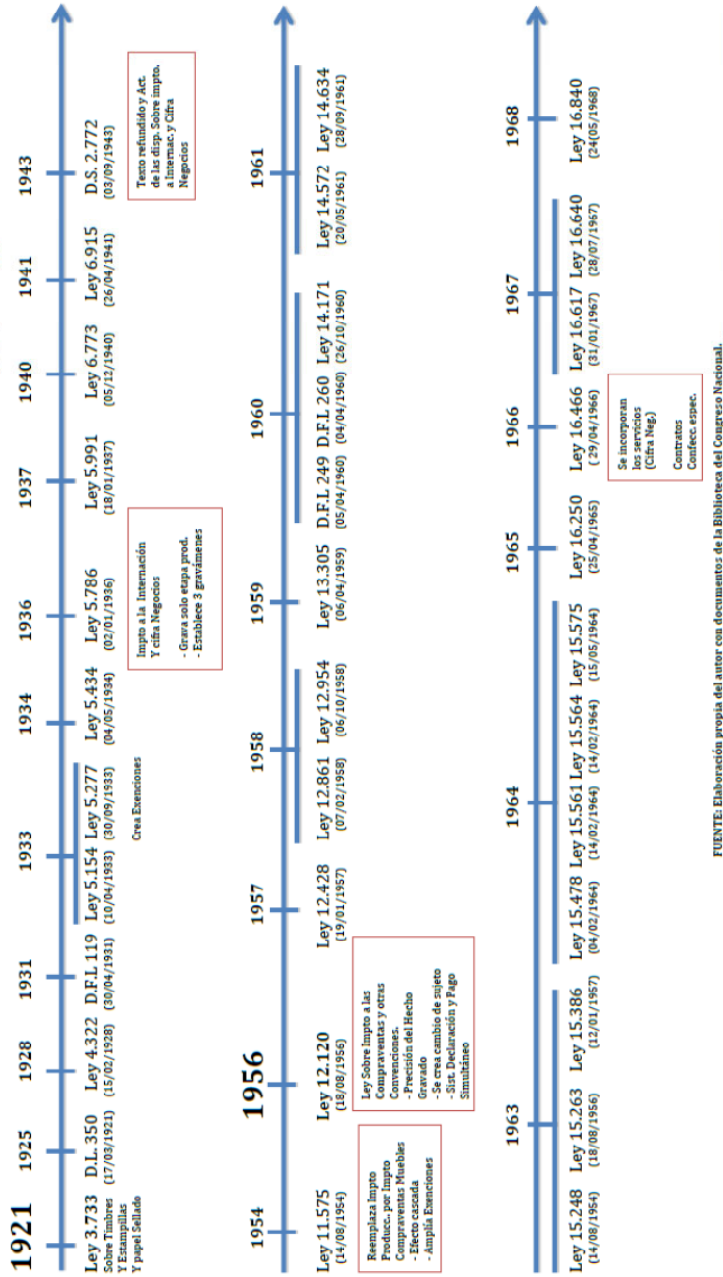 1921
1925
1928
1931
1933
1934
1936
1937
1940
1941
1943
Ley 3.733
Sobre Timbres
Y Estampillas
Y papel Sellado
D.L. 350
(17/03/1921)
Ley 4.322
(15/02/1928)
D.F.L 119
(30/04/1931)
Ley 5.154
(10/04/1933)
Ley 5.277
(30/09/1933)
Crea Exenciones
Ley 5.434
(04/05/1934)
Ley 5.786
(02/01/1936)
Impto a la Internación
Y cifra Negocios
- Grava solo etapa prod.
- Establece 3 gravámenes
Ley 5.991
(18/01/1937)
Ley 6.773
(05/12/1940)
Ley 6.915
(26/04/1941)
D.S. 2.772
(03/09/1943)
Texto refundido y Act.
de las disp. Sobre impto.
a Internac. y Cifra
Negocios
1954
1956
1957
1958
1959
1960
1961
Ley 11.575
(14/08/1954)
Reemplaza Impto
Producc.. por Impto
Compraventas Muebles
- Efecto cascada
- Amplía Exenciones
Ley 12.120
(18/08/1956)
Ley Sobre Impto a las
Compraventas y otras
Convenciones.
- Precisión del Hecho
Gravado
- Se crea cambio de sujeto
- Sist. Declaración y Pago
Simultáneo
Ley 12.428
(19/01/1957)
Ley 12.861
(07/02/1958)
Ley 12.954
(06/10/1958)
Ley 13.305
(06/04/1959)
D.F.L 249
(05/04/1960)
D.F.L 260
(04/04/1960)
Ley 14.171
(26/10/1960)
Ley 14.572
(20/05/1961)
Ley 14.634
(28/09/1961)
1963
1964
1965
1966
1967
1968
Ley 15.248
(14/08/1954)
Ley 15.263
(18/08/1956)
Ley 15.386
(12/01/1957)
Ley 15.478
(04/02/1964)
Ley 15.561
(14/02/1964)
Ley 15.564
(14/02/1964)
Ley 15.575
(15/05/1964)
Ley 16.250
(25/04/1965)
Ley 16.466
( 29/04/1966)
Se incorporan
los servicios
(Cifra Neg.)
Contratos
Confecc. espec.
Ley 16.617
(31/01/1967)
Ley 16.640
(28/07/1967)
Ley 16.840
(24(05/1968)
FUENTE: Elaboración propia del autor con documentos de la Biblioteca del Congreso Nacional.